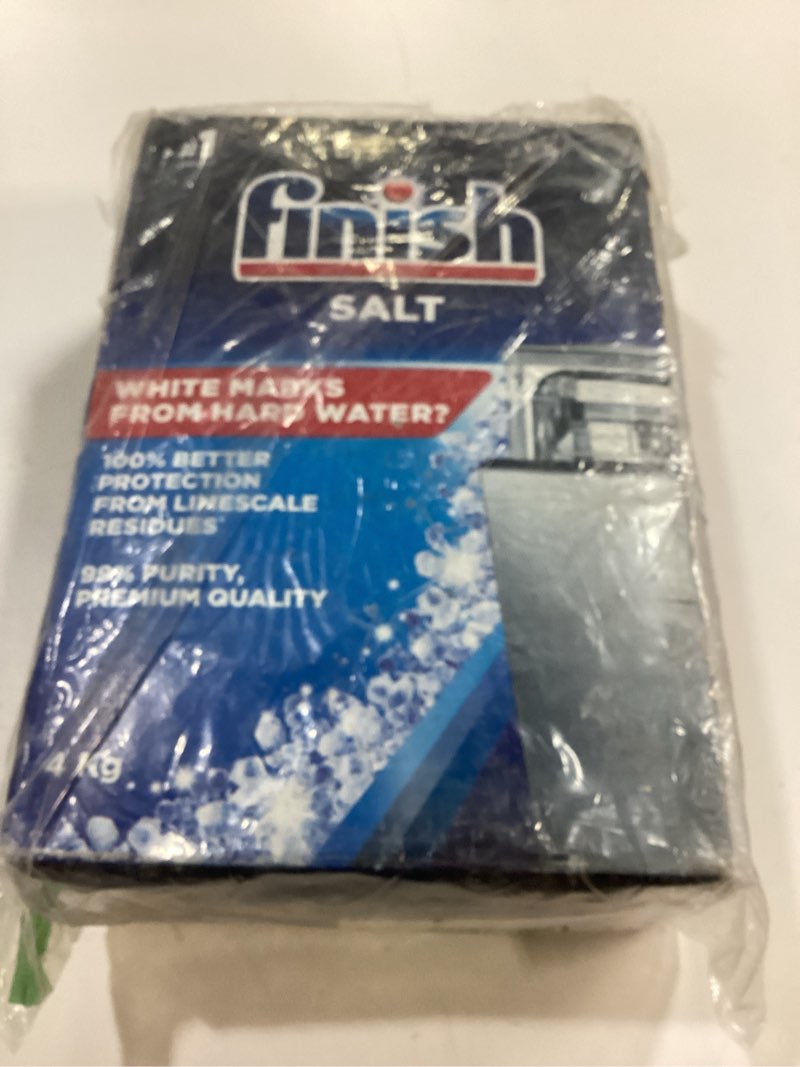 #1
finish
SALT
WHITE MARKS
FROM HARD WATER?
100% BETTER
PROTECTION
FROM LIMESCALE
RESIDUES*
99% PURITY,
PREMIUM QUALITY
4 Kg